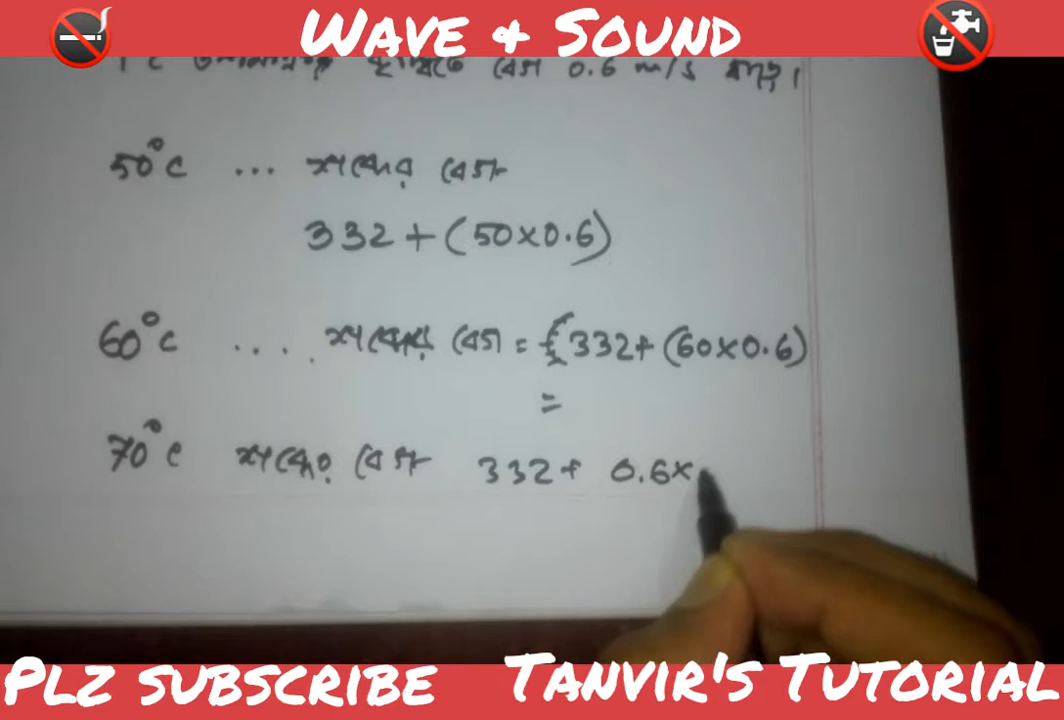 WAVE & SOUND
1°C তাপমাত্রা বৃদ্ধিতে বেগ 0.6 m/s বাড়ে।
50°C ... শব্দের বেগ
332 + (50×0.6)
60°C .... শব্দের বেগ = {332+ (60×0.6)
=
70°C শব্দের বেগ 332+ 0.6×
PLZ SUBSCRIBE
TANVIR'S TUTORIAL